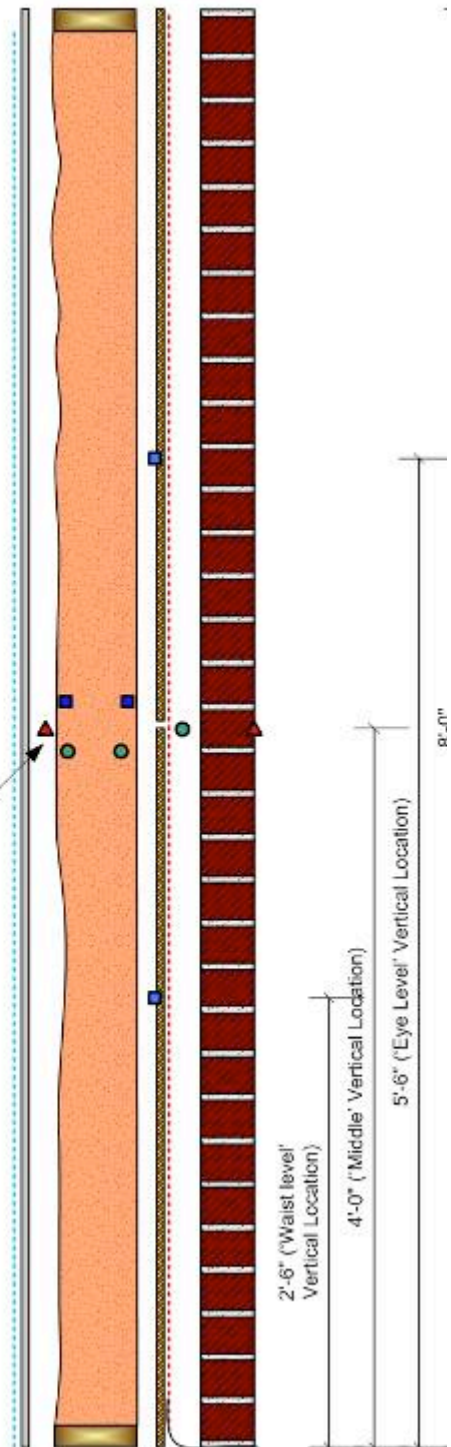 2'-6" ('Waist level'
Vertical Location)
4'-0" ('Middle' Vertical Location)
5'-6" ('Eye Level' Vertical Location)
8'-0"